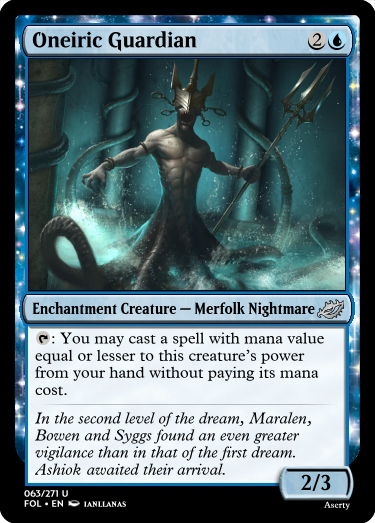 Oneiric Guardian 2
Enchantment Creature — Merfolk Nightmare
: You may cast a spell with mana value
equal or lesser to this creature's power
from your hand without paying its mana
cost.
In the second level of the dream, Maralen,
Bowen and Syggs found an even greater
vigilance than in that of the first dream.
Ashiok awaited their arrival.
2/3
063/271 U
FOL • EN IANLLANAS
Aserty